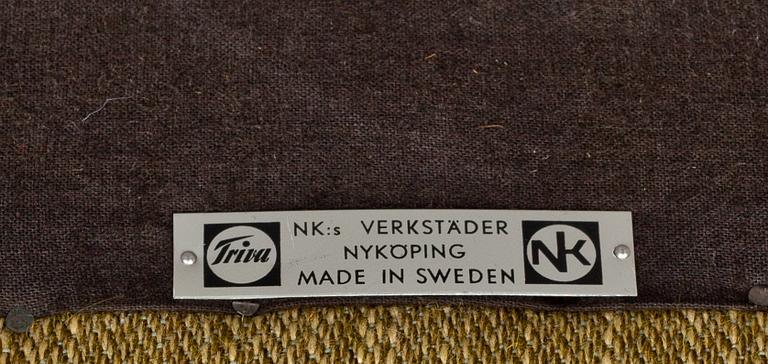 Triva
NK:s VERKSTÄDER
NYKÖPING
MADE IN SWEDEN
NK